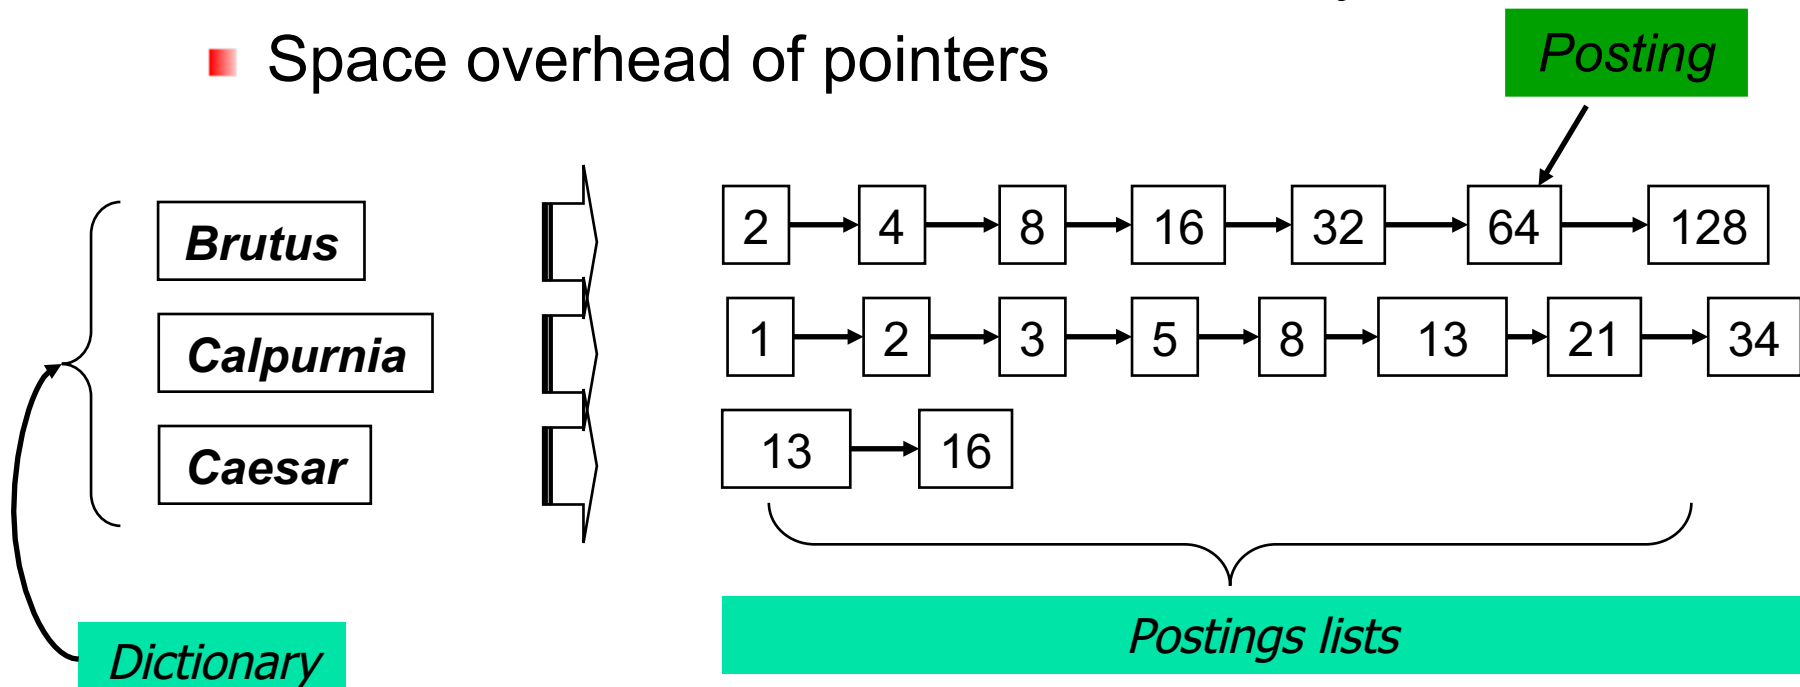 Space overhead of pointers
Posting
Brutus 2 4 8 16 32 64 128
Calpurnia 1 2 3 5 8 13 21 34
Caesar 13 16
Postings lists
Dictionary